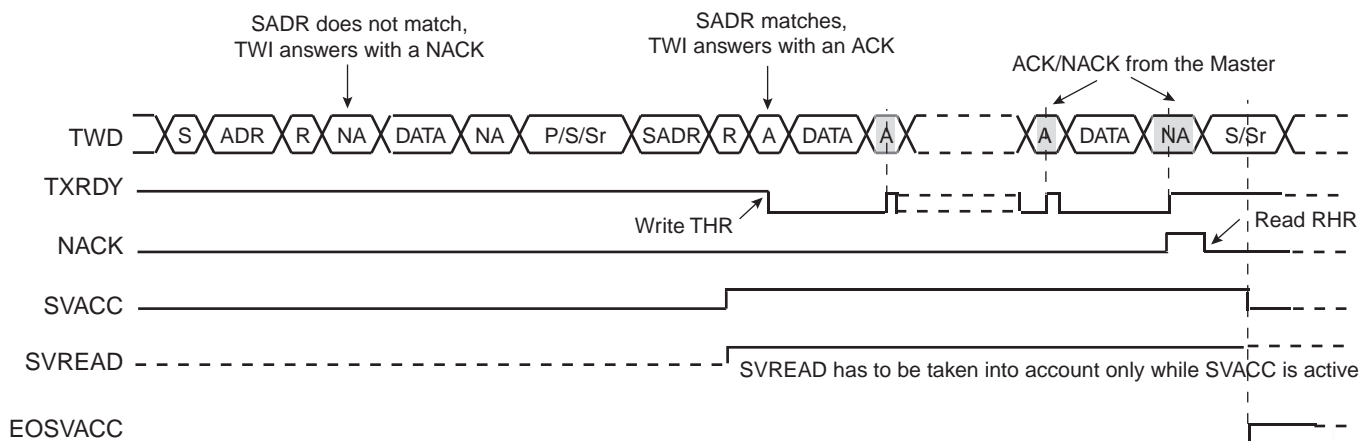 SADR does not match,
TWI answers with a NACK
SADR matches,
TWI answers with an ACK
ACK/NACK from the Master
TWD S ADR R NA DATA NA P/S/Sr SADR R A DATA A A DATA NA S/Sr
TXRDY
Write THR
Read RHR
NACK
SVACC
SVREAD
SVREAD has to be taken into account only while SVACC is active
EOSVACC